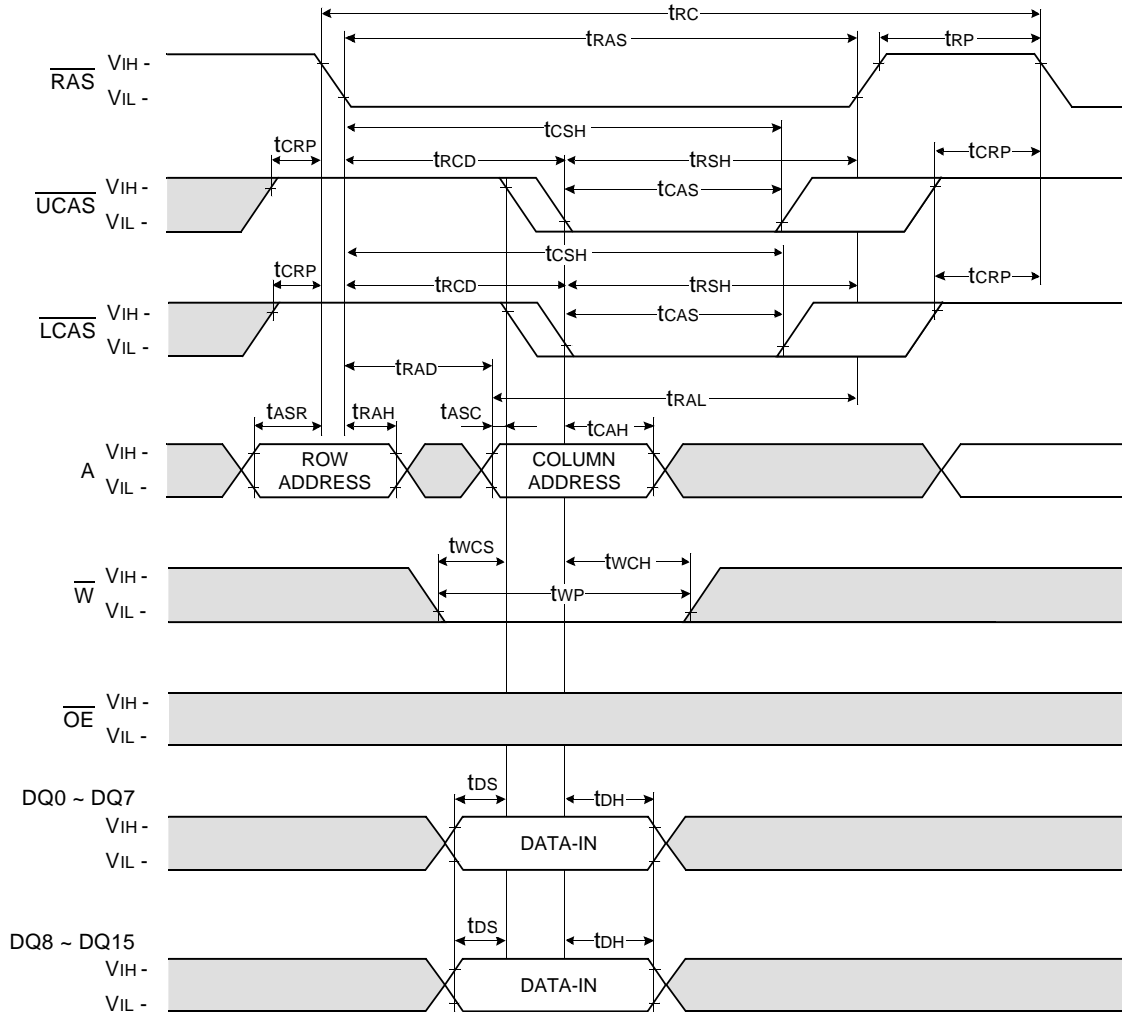 tRC
tRAS
tRP
RAS
VIH -
VIL -
tCSH
tCRP
tRCD
tRSH
tCRP
UCAS
VIH -
VIL -
tCAS
tCSH
tCRP
tRCD
tRSH
tCRP
LCAS
VIH -
VIL -
tCAS
tRAD
tRAL
tASR
tRAH
tASC
tCAH
A
VIH -
VIL -
ROW
ADDRESS
COLUMN
ADDRESS
tWCS
tWCH
W
VIH -
VIL -
tWP
OE
VIH -
VIL -
DQ0 ~ DQ7
tDS
tDH
VIH -
VIL -
DATA-IN
DQ8 ~ DQ15
tDS
tDH
VIH -
VIL -
DATA-IN